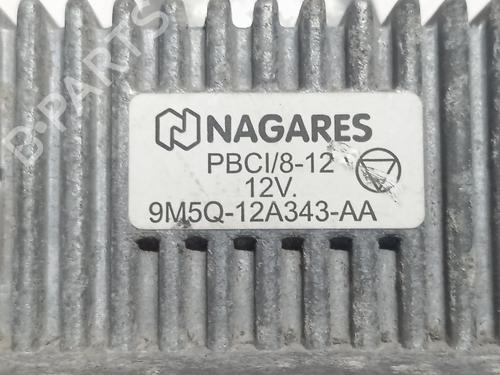 B-PARTS
NAGARES
PBCI/8-12
12V.
9M5Q-12A343-AA